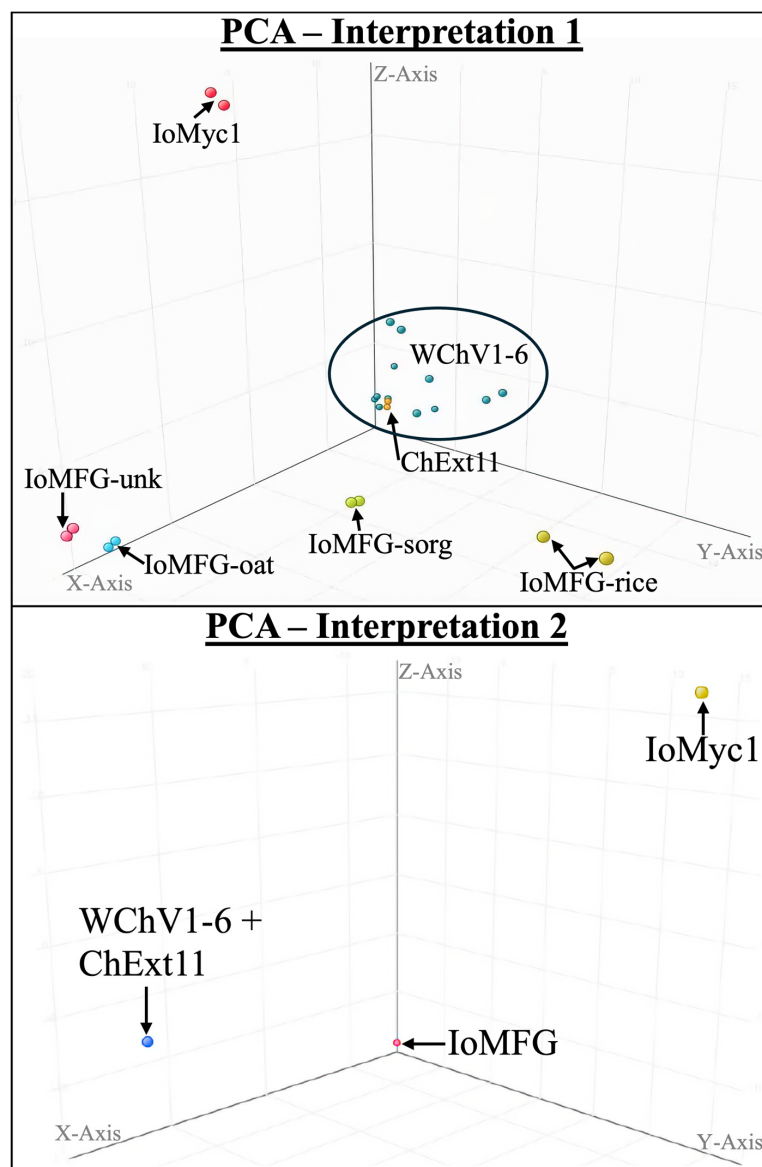 PCA – Interpretation 1
Z-Axis
IoMyc1
WChV1-6
ChExt11
IoMFG-unk
IoMFG-oat
IoMFG-sorg
IoMFG-rice
X-Axis
Y-Axis
PCA – Interpretation 2
Z-Axis
IoMyc1
WChV1-6 +
ChExt11
IoMFG
X-Axis
Y-Axis